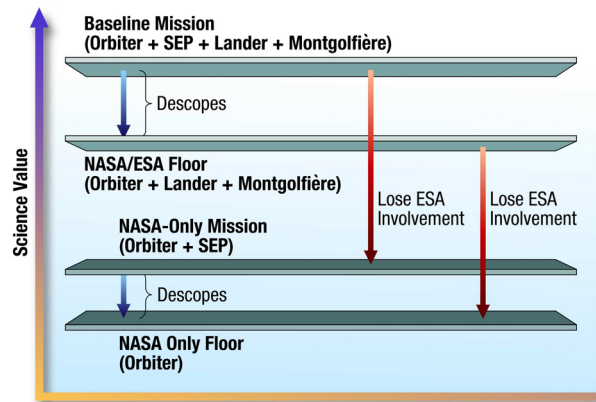 Baseline Mission
(Orbiter + SEP + Lander + Montgolfière)
Descopes
NASA/ESA Floor
(Orbiter + Lander + Montgolfière)
Lose ESA
Involvement
Lose ESA
Involvement
NASA-Only Mission
(Orbiter + SEP)
Descopes
NASA Only Floor
(Orbiter)
Science Value